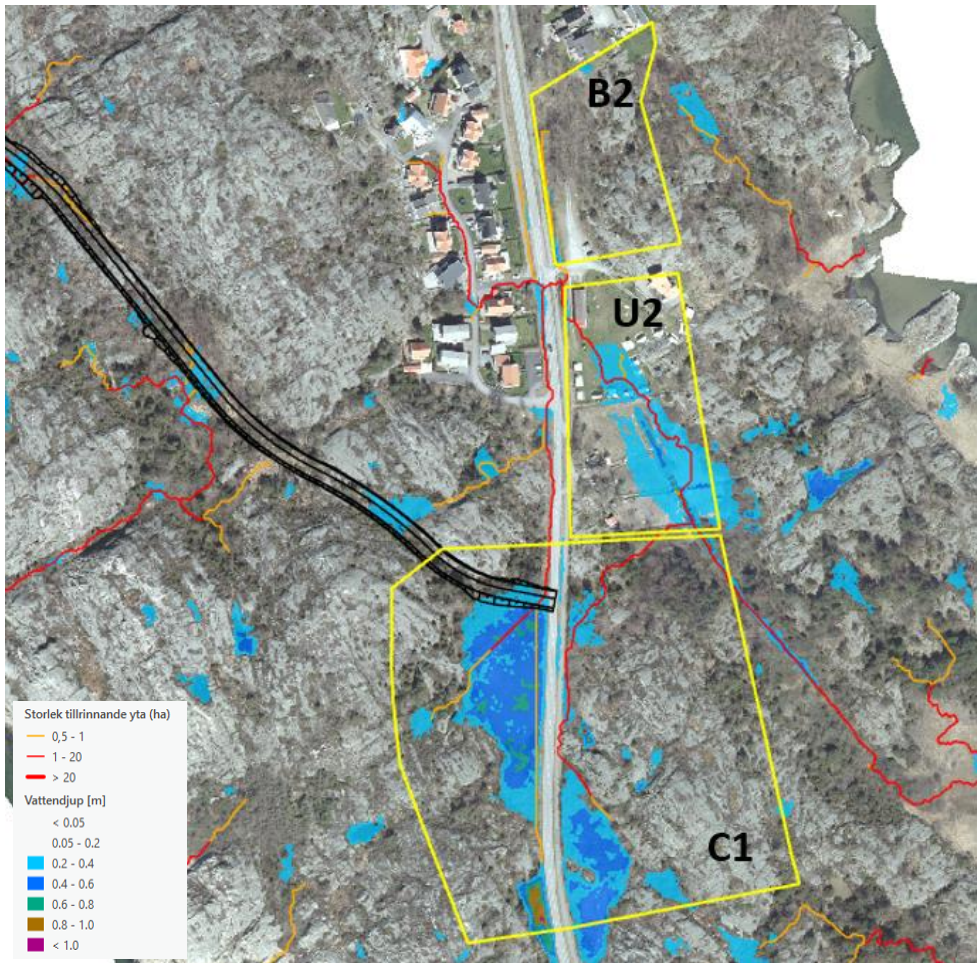 B2
U2
C1
Storlek tillrinnande yta (ha)
0,5 - 1
1 - 20
> 20
Vattendjup [m]
< 0.05
0.05 - 0.2
0.2 - 0.4
0.4 - 0.6
0.6 - 0.8
0.8 - 1.0
< 1.0